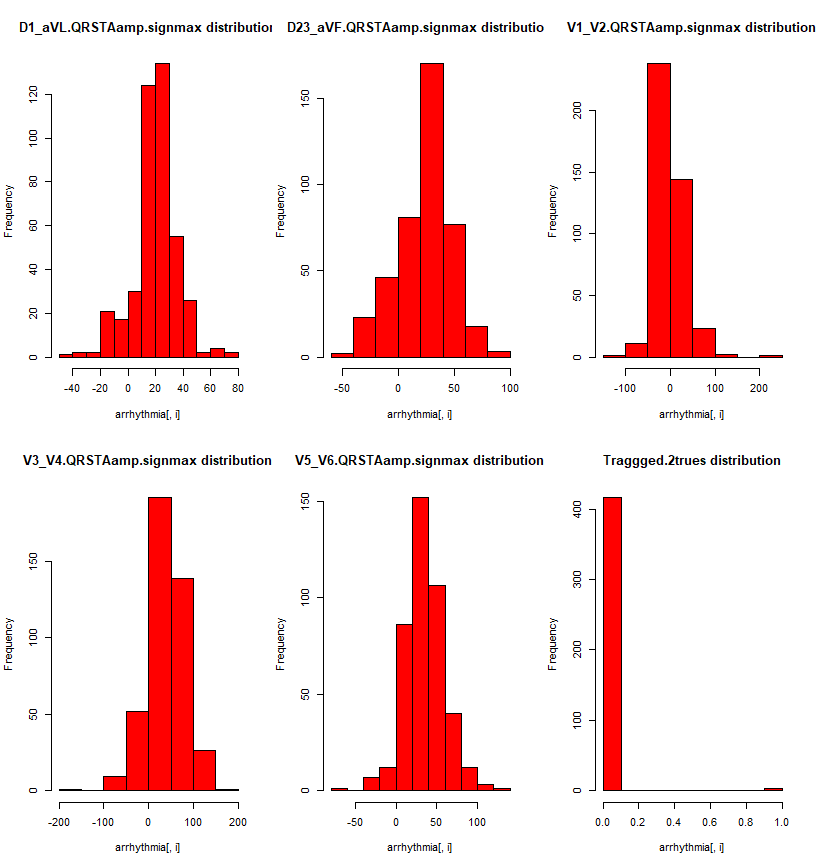 D1_aVL.QRSTAamp.signmax distribution
Frequency
0 20 40 60 80 100 120
-40 -20 0 20 40 60 80
arrhythmia[, i]
D23_aVF.QRSTAamp.signmax distributio
Frequency
0 50 100 150
-50 0 50 100
arrhythmia[, i]
V1_V2.QRSTAamp.signmax distribution
Frequency
0 50 100 150 200
-100 0 100 200
arrhythmia[, i]
V3_V4.QRSTAamp.signmax distribution
Frequency
0 50 100 150
-200 -100 0 100 200
arrhythmia[, i]
V5_V6.QRSTAamp.signmax distribution
Frequency
0 50 100 150
-50 0 50 100
arrhythmia[, i]
Traggged.2trues distribution
Frequency
0 100 200 300 400
0.0 0.2 0.4 0.6 0.8 1.0
arrhythmia[, i]